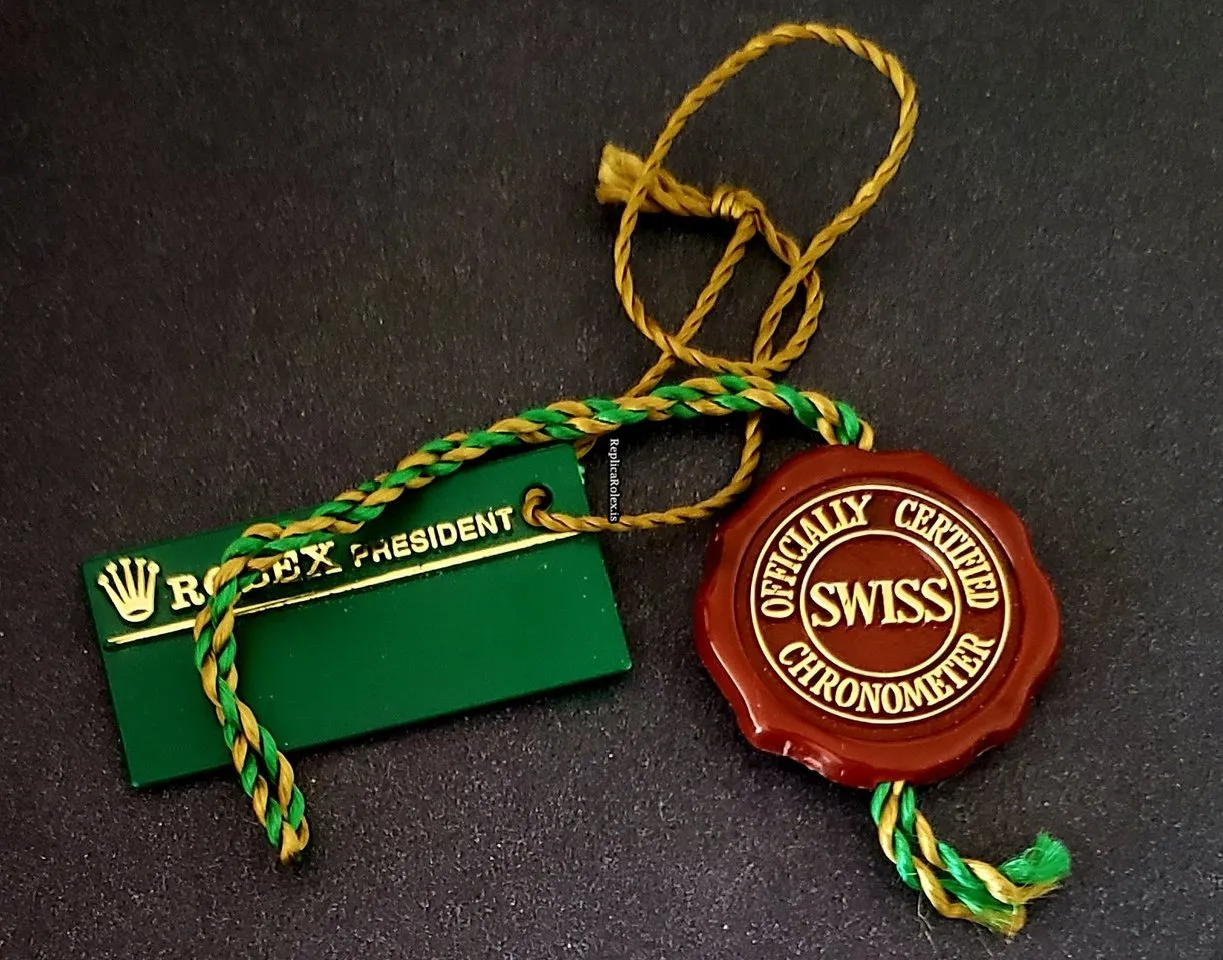 ROLEX PRESIDENT
ReplicaRolex.is
OFFICIALLY CERTIFIED
SWISS
CHRONOMETER